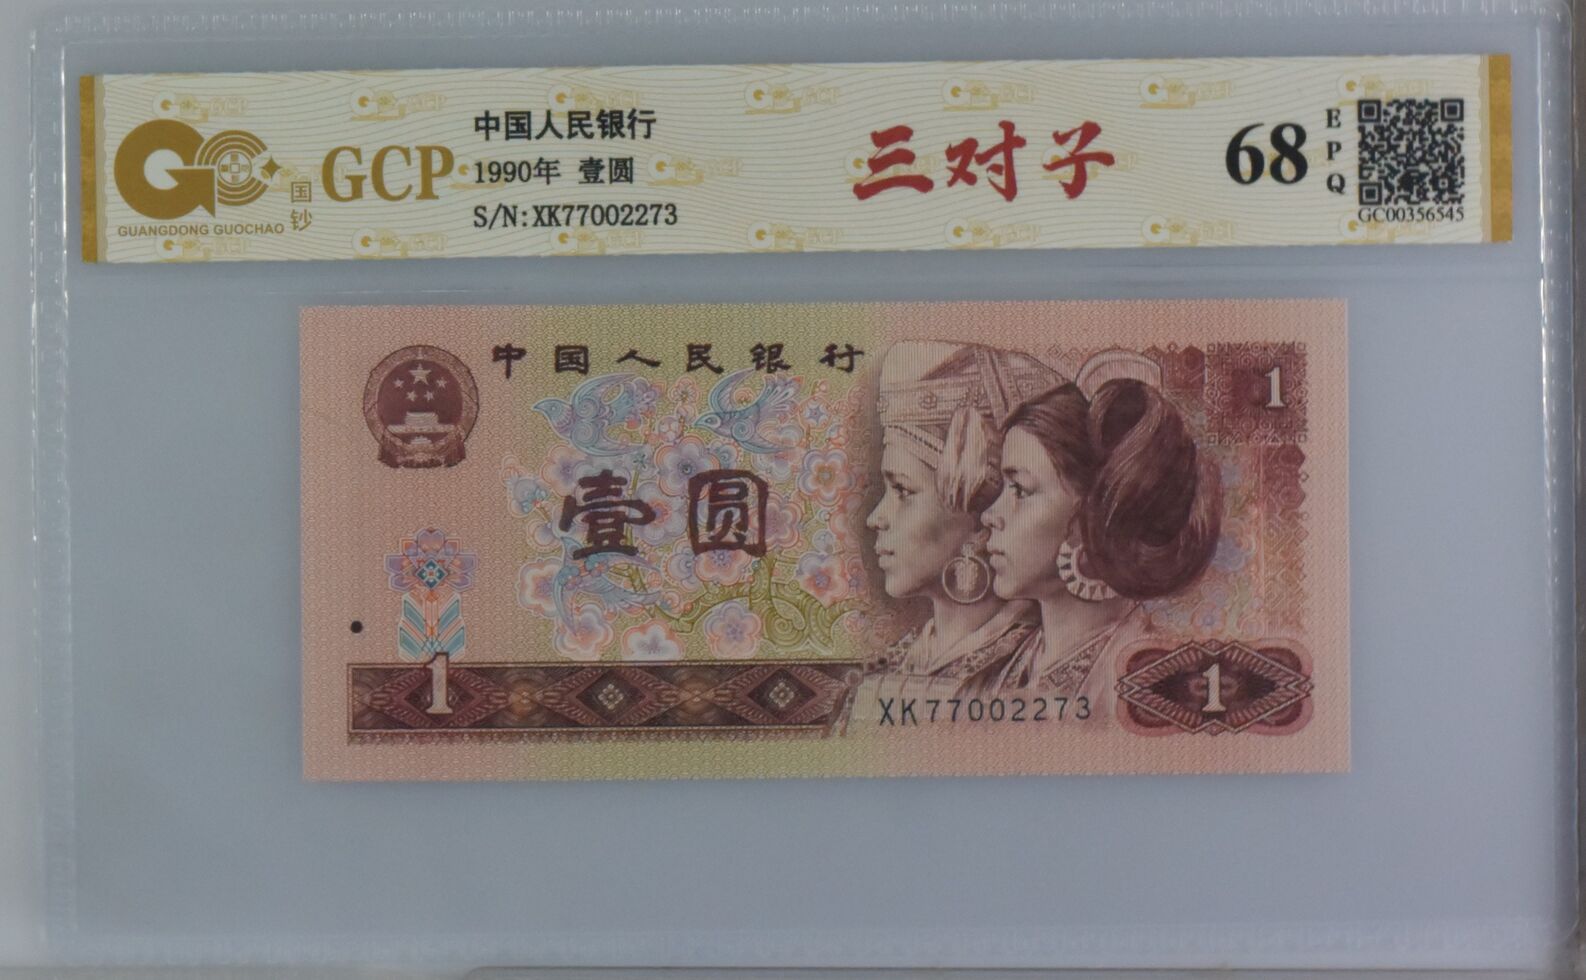 GUANGDONG GUOCHAO
国钞
GCP
中国人民银行
1990年 壹圆
S/N:XK77002273
三对子
68
EPQ
GC00356545
中国人民银行
1
壹圆
1
XK77002273
1